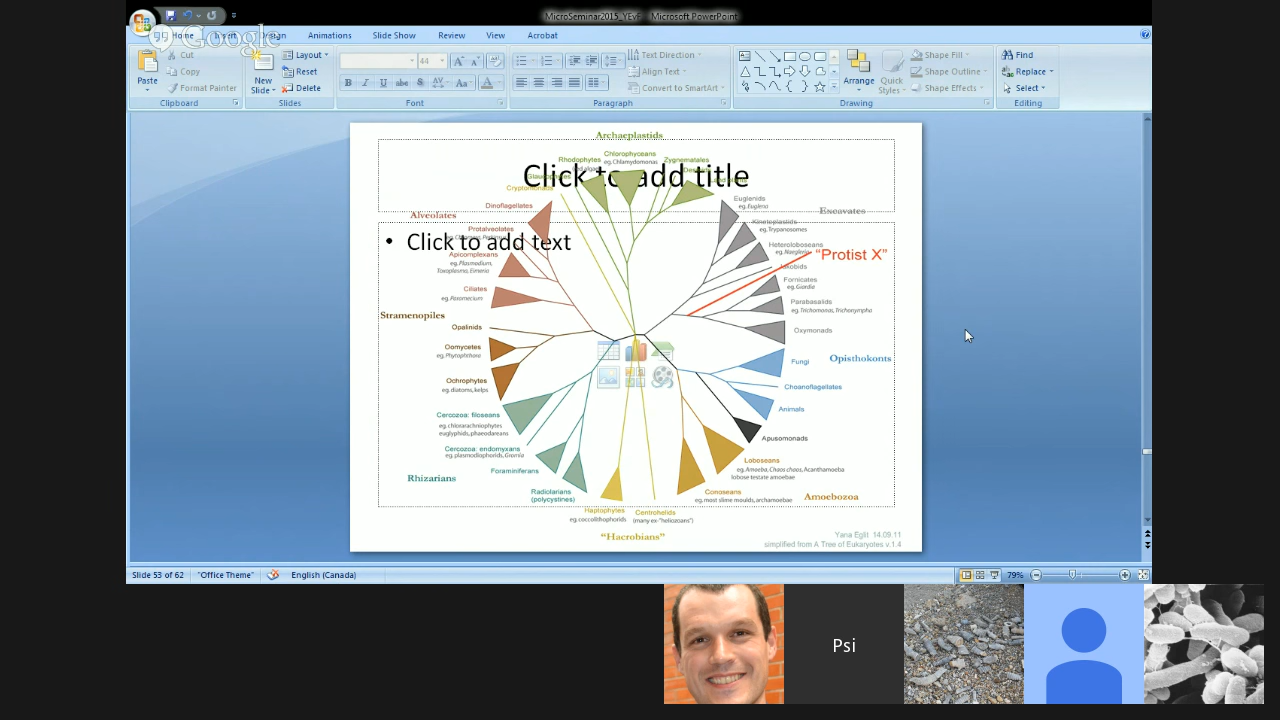 MicroSeminar2015_YEvF - Microsoft PowerPoint
Google
Home
Animations
Slide Show
Review
View
Acrobat
Paste
Cut
Copy
Format Painter
Clipboard
New
Slide
Layout
Reset
Delete
Slides
44
Font
Text Direction
Align Text
Convert to SmartArt
Paragraph
Arrange
Quick
Styles
Shape Fill
Shape Outline
Shape Effects
Drawing
Find
Replace
Select
Editing
Archaeplastids
Chlorophyceans
eg. Chlamydomonas
Rhodophytes
Zygnematales
Click to add title
Cryptomonads
Dinoflagellates
Alveolates
Protalveolates
Click to add text
Apicomplexans
eg. Plasmodium,
Toxoplasma, Eimeria
Ciliates
eg. Paramecium
Stramenopiles
Opalinids
Oomycetes
eg. Phytophthora
Ochrophytes
eg. diatoms, kelps
Cercozoa: filoseans
eg. chlorarachniophytes
euglyphids, phaeodareans
Cercozoa: endomyxans
eg. plasmodiophorids, Gromia
Foraminiferans
Rhizarians
Radiolarians
(polycystines)
Haptophytes
eg. coccolithophorids
Centrohelids
(many ex-"heliozoans")
"Hacrobians"
Euglenids
eg. Euglena
Excavates
Kinetoplastids
eg. Trypanosomes
Heteroloboseans
eg. Naegleria
"Protist X"
Jakobids
Fornicates
eg. Giardia
Parabasalids
eg. Trichomonas, Trichonympha
Oxymonads
Fungi
Opisthokonts
Choanoflagellates
Animals
Apusomonads
Loboseans
eg. Amoeba, Chaos chaos, Acanthamoeba
lobose testate amoebae
Conoseans
eg. most slime moulds, archamoebae
Amoebozoa
Yana Eglit 14.09.11
simplified from A Tree of Eukaryotes v.1.4
Slide 53 of 62
"Office Theme"
English (Canada)
79%
Psi